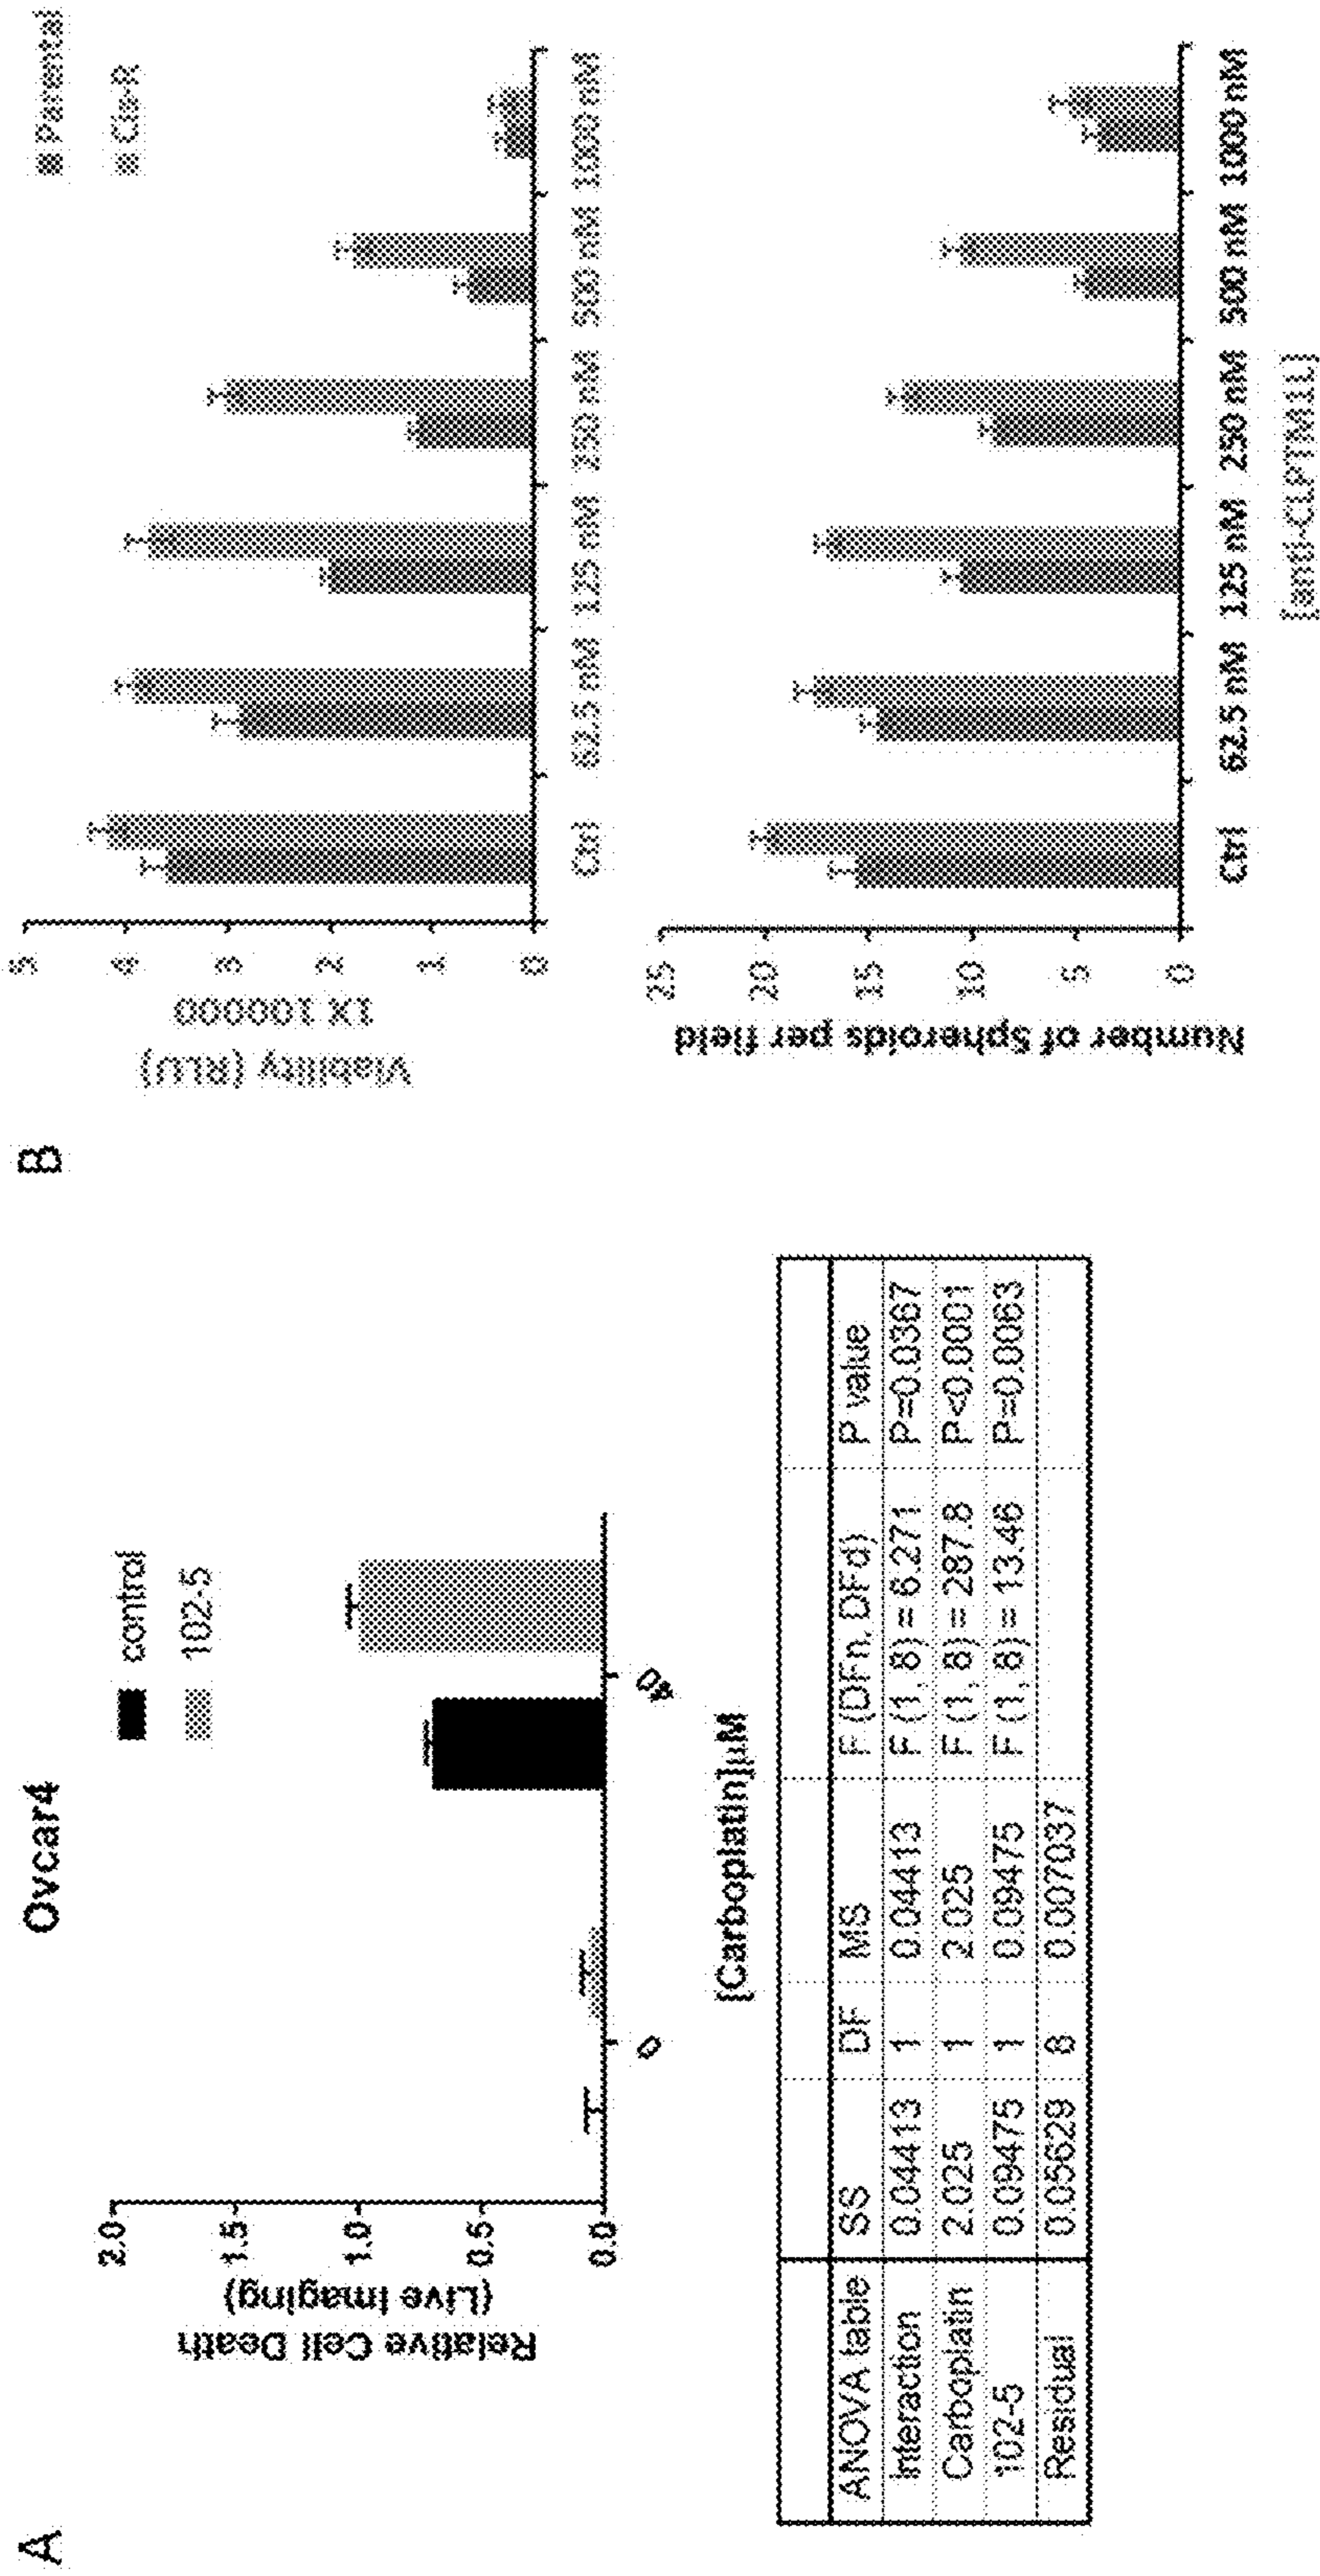 A
Ovcar4
control
102-5
Relative Cell Death
(Live Imaging)
2.0
1.5
1.0
0.5
0.0
0
[Carboplatin]µM
ANOVA table SS DF MS F (DFn, DFd) P value
Interaction 0.04413 1 0.04413 F (1, 8) = 6.271 P=0.0367
Carboplatin 2.025 1 2.025 F (1, 8) = 287.8 P<0.0001
102-5 0.09475 1 0.09475 F (1, 8) = 13.46 P=0.0063
Residual 0.05629 8 0.007037
B
Parental
Cis-R
Viability (RLU)
1X 100000
5
4
3
2
1
0
Ctrl 62.5 nM 125 nM 250 nM 500 nM 1000 nM
Number of Spheroids per field
25
20
15
10
5
0
Ctrl 62.5 nM 125 nM 250 nM 500 nM 1000 nM
[anti-CLPTM1L]